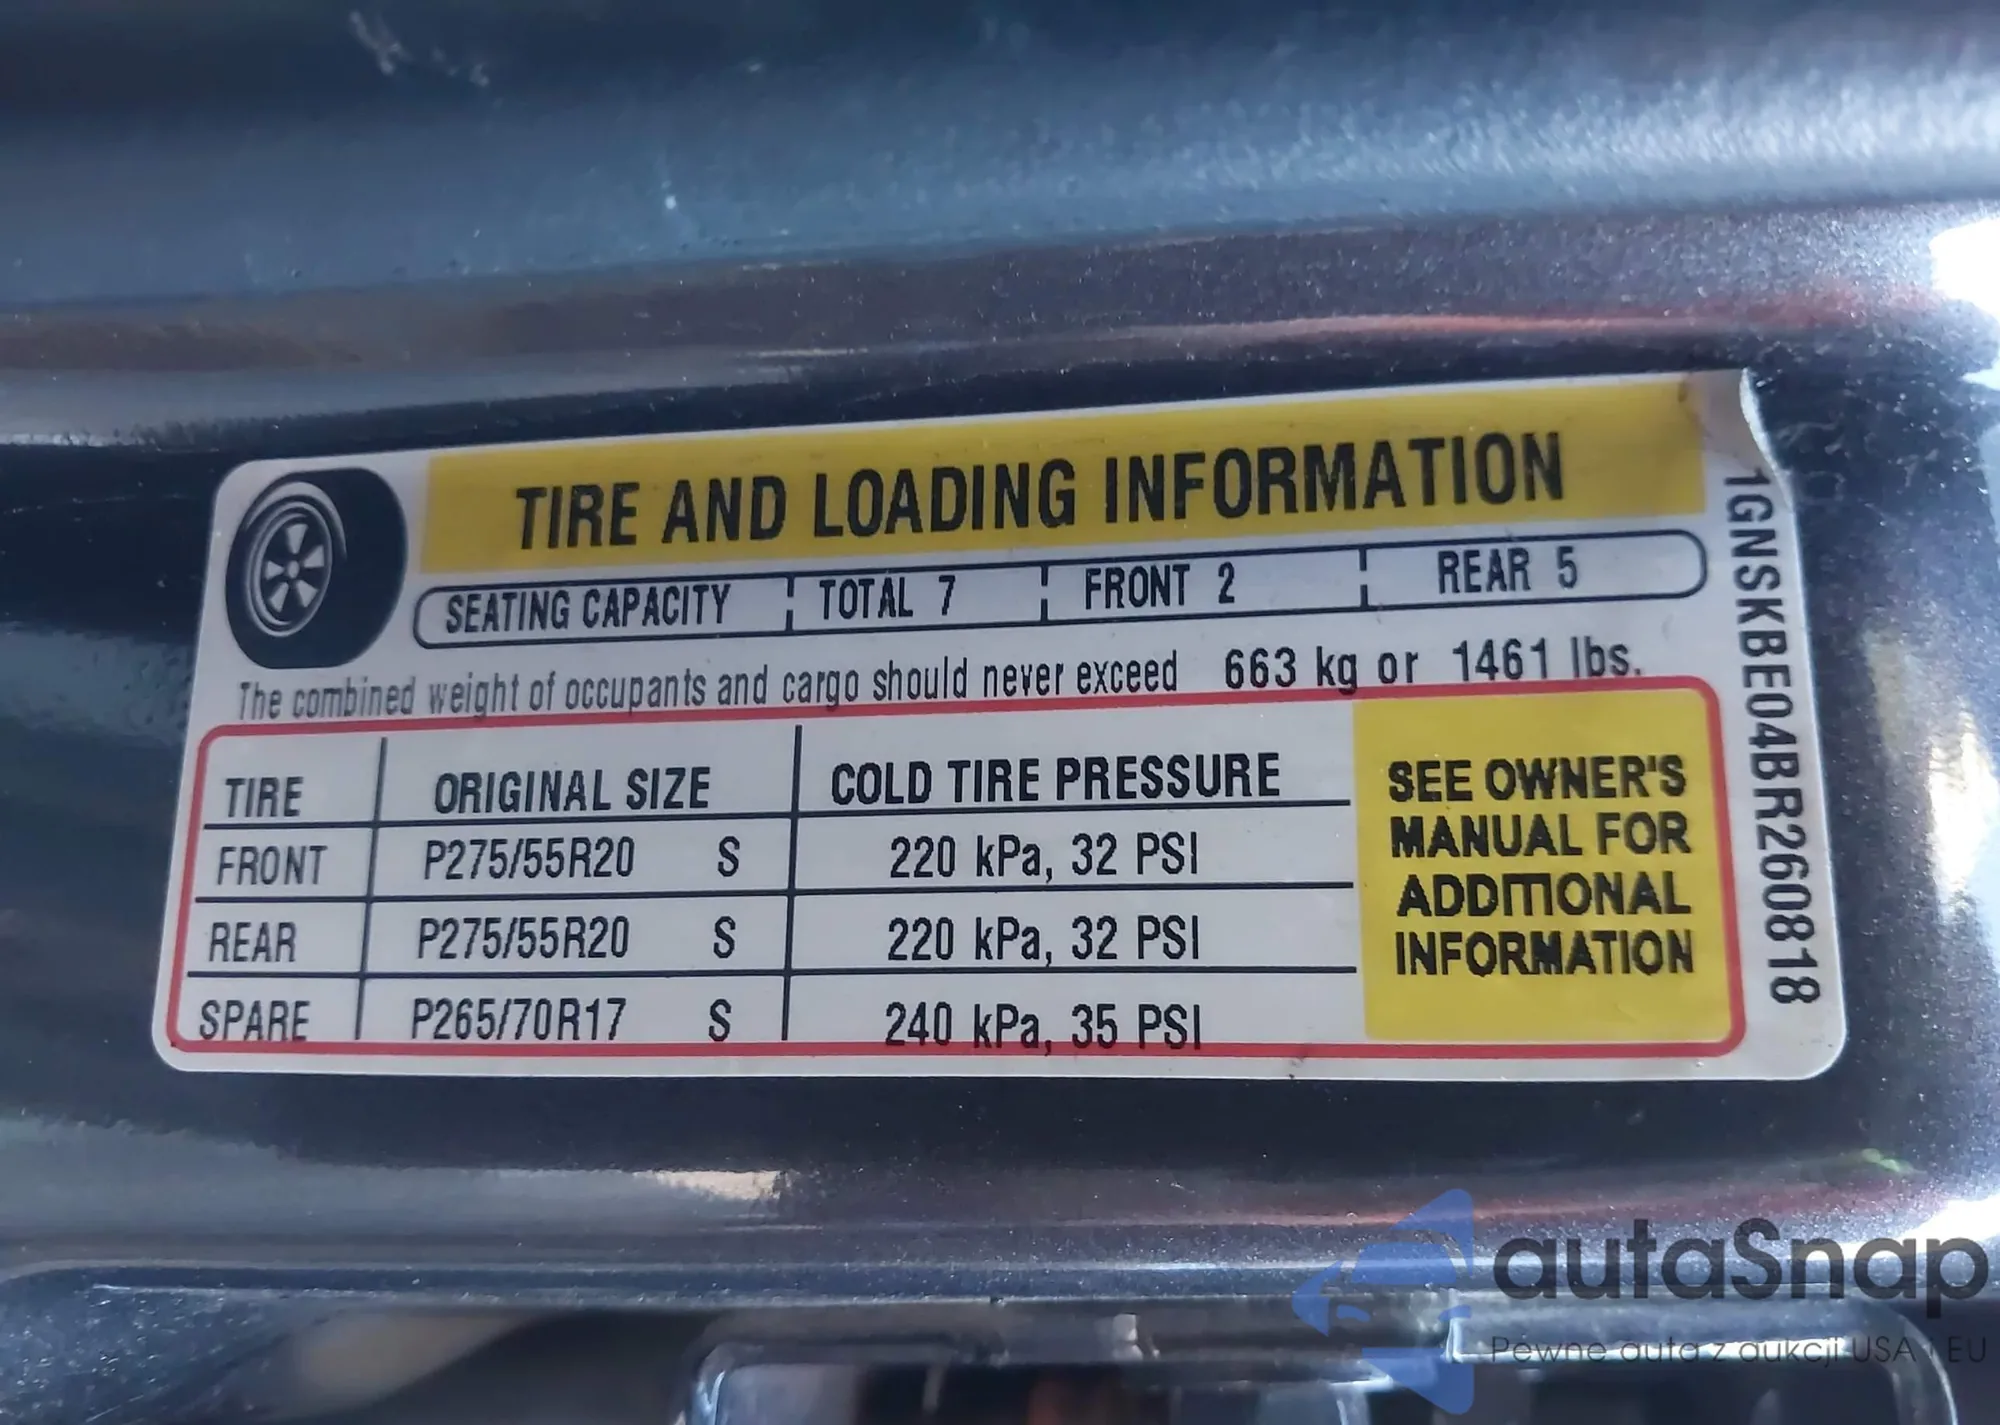 TIRE AND LOADING INFORMATION
SEATING CAPACITY TOTAL 7 FRONT 2 REAR 5
The combined weight of occupants and cargo should never exceed 663 kg or 1461 lbs.
TIRE ORIGINAL SIZE COLD TIRE PRESSURE
FRONT P275/55R20 S 220 kPa, 32 PSI
REAR P275/55R20 S 220 kPa, 32 PSI
SPARE P265/70R17 S 240 kPa, 35 PSI
SEE OWNER'S
MANUAL FOR
ADDITIONAL
INFORMATION
1GNSKBE04BR260818
autaSnap
Pewne auta z aukcji USA i EU